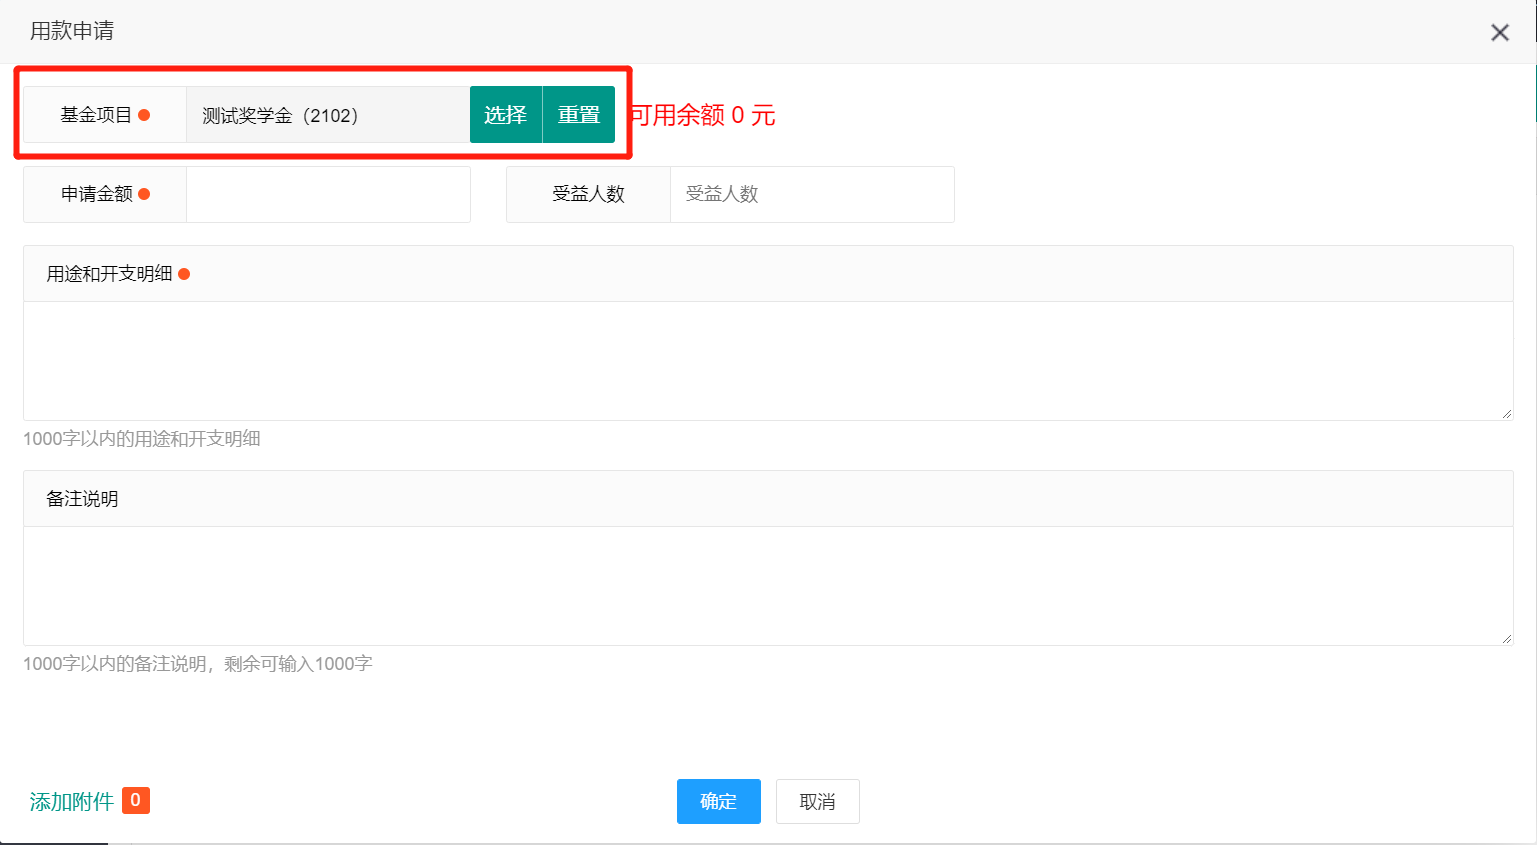 用款申请
基金项目 测试奖学金（2102） 选择 重置 可用余额 0 元
申请金额 受益人数 受益人数
用途和开支明细
1000字以内的用途和开支明细
备注说明
1000字以内的备注说明，剩余可输入1000字
添加附件 0 确定 取消